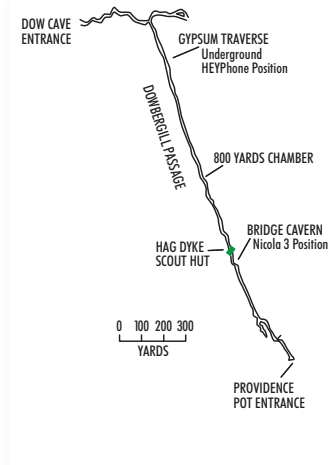 DOW CAVE
ENTRANCE
GYPSUM TRAVERSE
Underground
HEYPhone Position
DOWBERGILL PASSAGE
800 YARDS CHAMBER
BRIDGE CAVERN
Nicola 3 Position
HAG DYKE
SCOUT HUT
0 100 200 300
YARDS
PROVIDENCE
POT ENTRANCE